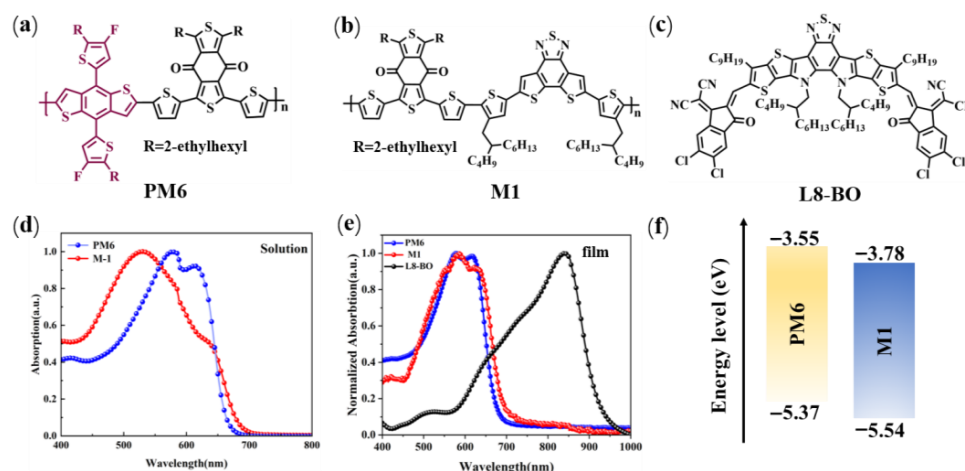 (a)
R
F
S
R
R
S
O
O
S
S
S
S
S
n
S
F
R
R=2-ethylhexyl
PM6
(b)
R
S
R
O
O
S
S
S
R=2-ethylhexyl
S
N
N
S
S
S
S
n
C6H13
C4H9
C6H13
C4H9
M1
(c)
S
N
N
C9H19
S
S
C9H19
S
N
N
S
NC
CN
NC
CN
O
O
C4H9
C4H9
C6H13
C6H13
Cl
Cl
Cl
Cl
L8-BO
(d)
PM6
M-1
Solution
Absorption(a.u.)
1.0
0.8
0.6
0.4
0.2
0.0
400 500 600 700 800
Wavelength(nm)
(e)
PM6
M1
L8-BO
film
Normalized Absorbtion(a.u.)
1.0
0.8
0.6
0.4
0.2
0.0
400 500 600 700 800 900 1000
Wavelength(nm)
(f)
Energy level (eV)
−3.55
PM6
−5.37
−3.78
M1
−5.54